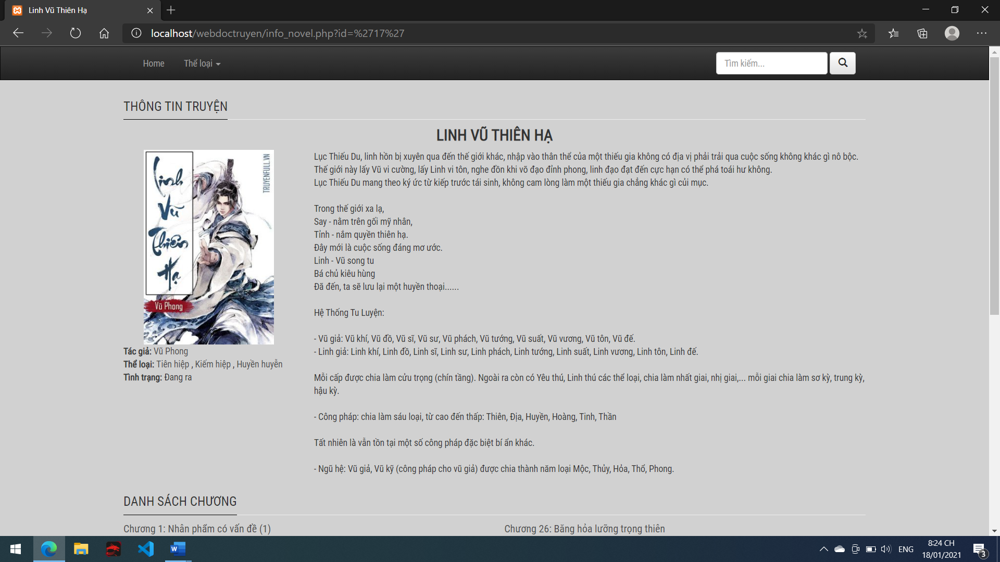 Linh Vũ Thiên Hạ
localhost/webdoctruyen/info_novel.php?id=%2717%27
Home Thể loại Tìm kiếm...
THÔNG TIN TRUYỆN
LINH VŨ THIÊN HẠ
Linh
Vũ
Thiên
Hạ
TRUYENFULL.VN
Vũ Phong
Tác giả: Vũ Phong
Thể loại: Tiên hiệp , Kiếm hiệp , Huyền huyễn
Tình trạng: Đang ra
Lục Thiếu Du, linh hồn bị xuyên qua đến thế giới khác, nhập vào thân thể của một thiếu gia không có địa vị phải trải qua cuộc sống không khác gì nô bộc.
Thế giới này lấy Vũ vi cường, lấy Linh vi tôn, nghe đồn khi võ đạo đỉnh phong, linh đạo đạt đến cực hạn có thể phá toái hư không.
Lục Thiếu Du mang theo ký ức từ kiếp trước tái sinh, không cam lòng làm một thiếu gia chẳng khác gì củi mục.
Trong thế giới xa lạ,
Say - nằm trên gối mỹ nhân,
Tỉnh - nắm quyền thiên hạ.
Đây mới là cuộc sống đáng mơ ước.
Linh - Vũ song tu
Bá chủ kiêu hùng
Đã đến, ta sẽ lưu lại một huyền thoại......
Hệ Thống Tu Luyện:
- Vũ giả: Vũ khí, Vũ đồ, Vũ sĩ, Vũ sư, Vũ phách, Vũ tướng, Vũ suất, Vũ vương, Vũ tôn, Vũ đế.
- Linh giả: Linh khí, Linh đồ, Linh sĩ, Linh sư, Linh phách, Linh tướng, Linh suất, Linh vương, Linh tôn, Linh đế.
Mỗi cấp được chia làm cửu trọng (chín tầng). Ngoài ra còn có Yêu thú, Linh thú các thể loại, chia làm nhất giai, nhị giai,... mỗi giai chia làm sơ kỳ, trung kỳ,
hậu kỳ.
- Công pháp: chia làm sáu loại, từ cao đến thấp: Thiên, Địa, Huyền, Hoàng, Tinh, Thần
Tất nhiên là vẫn tồn tại một số công pháp đặc biệt bí ẩn khác.
- Ngũ hệ: Vũ giả, Vũ kỹ (công pháp cho vũ giả) được chia thành năm loại Mộc, Thủy, Hỏa, Thổ, Phong.
DANH SÁCH CHƯƠNG
Chương 1: Nhân phẩm có vấn đề (1)
Chương 26: Băng hỏa lưỡng trọng thiên
ENG
8:24 CH
18/01/2021
3